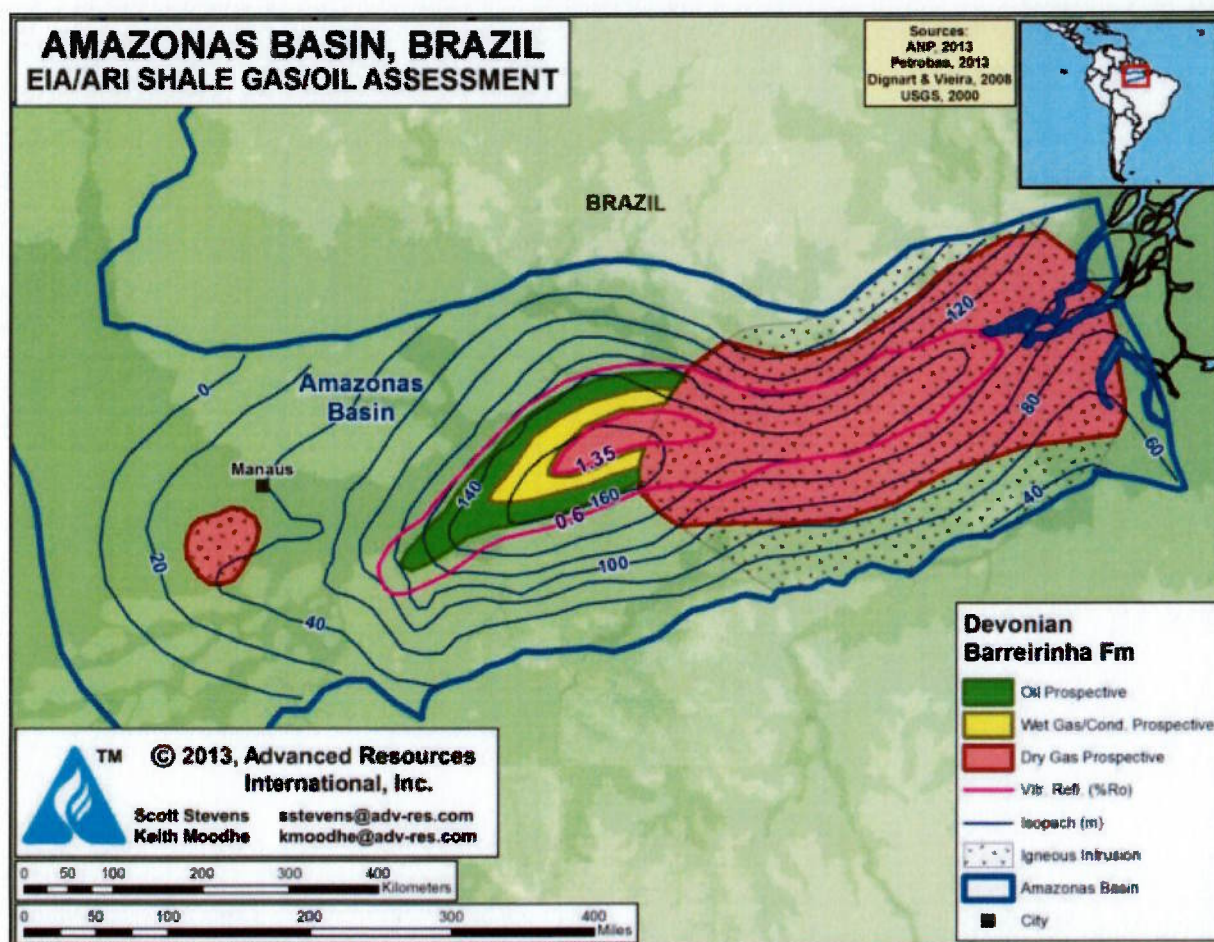 AMAZONAS BASIN, BRAZIL
EIA/ARI SHALE GAS/OIL ASSESSMENT
Sources:
ANP, 2013
Petrobas, 2013
Dignart & Vieira, 2008
USGS, 2000
BRAZIL
120
Amazonas
Basin
0
80
60
1.35
Manaus
140
160
40
0.6
20
100
40
Devonian
Barreirinha Fm
Oil Prospective
Wet Gas/Cond. Prospective
Dry Gas Prospective
Vitr. Refl. (%Ro)
Isopach (m)
Igneous Intrusion
Amazonas Basin
City
TM
© 2013, Advanced Resources
International, Inc.
Scott Stevens sstevens@adv-res.com
Keith Moodhe kmoodhe@adv-res.com
0 50 100 200 300 400
Kilometers
0 50 100 200 300 400
Miles